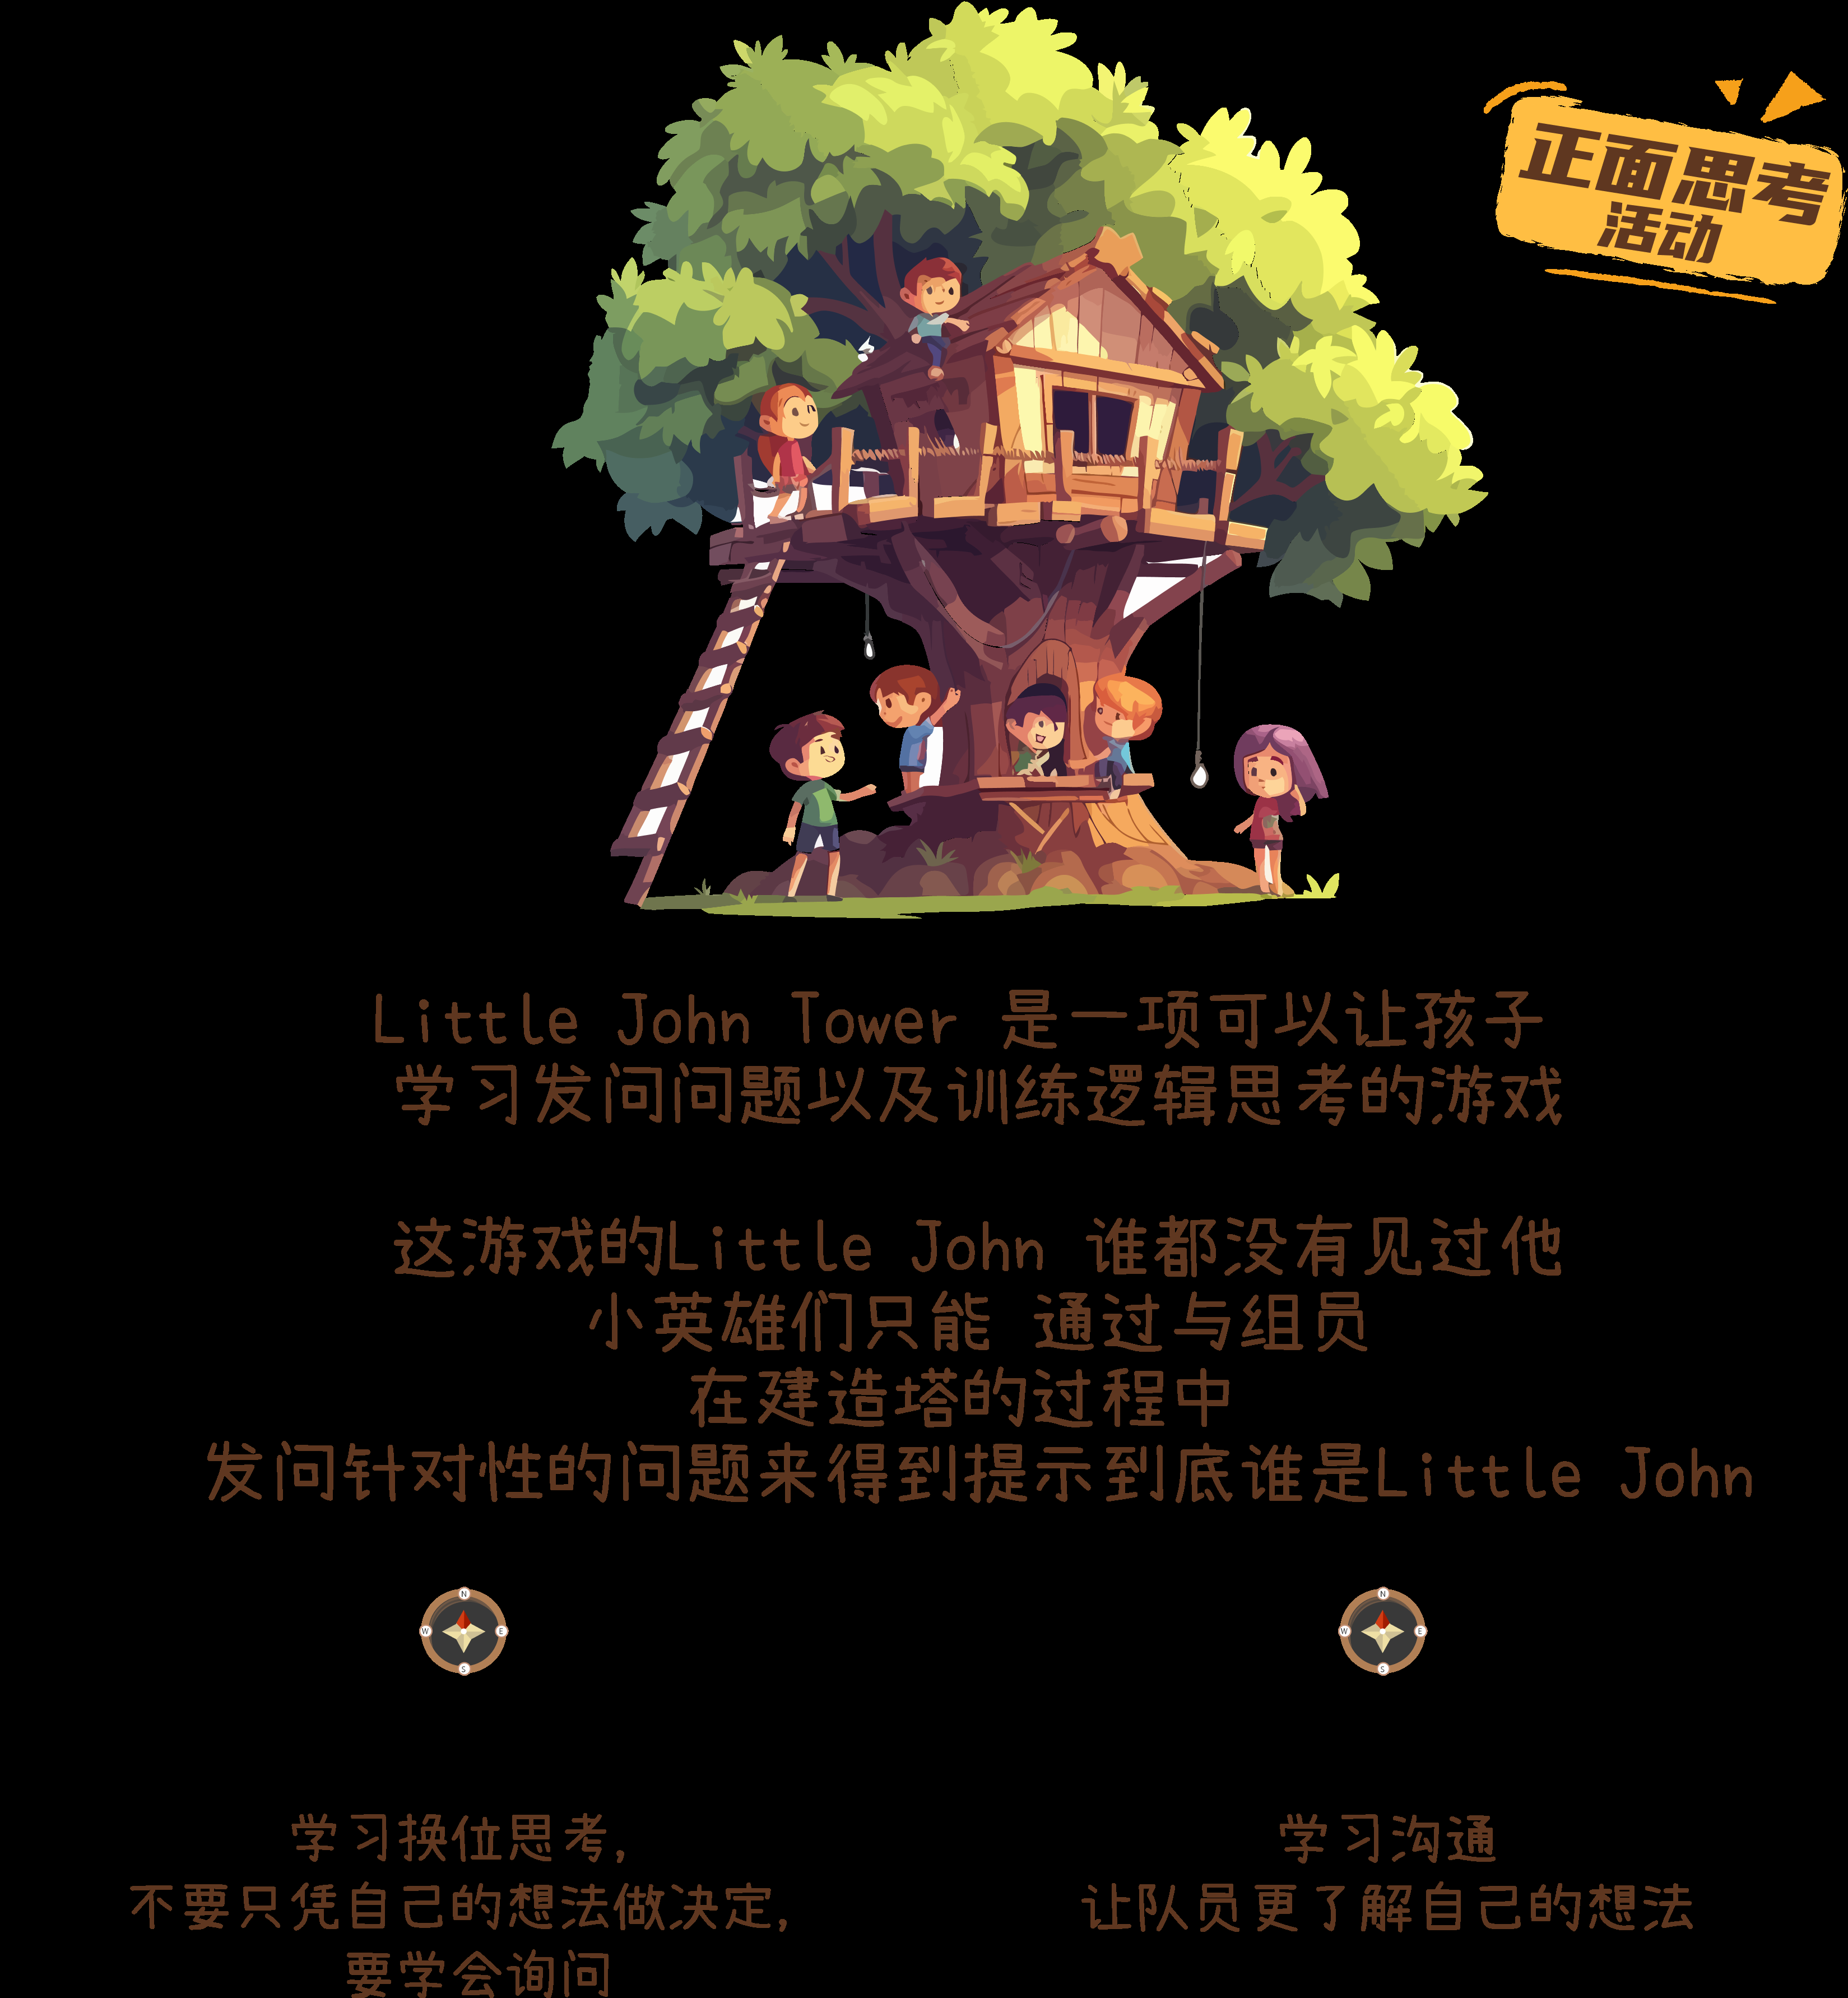 正面思考
活动
Little John Tower 是一项可以让孩子
学习发问问题以及训练逻辑思考的游戏
这游戏的Little John 谁都没有见过他
小英雄们只能 通过与组员
在建造塔的过程中
发问针对性的问题来得到提示到底谁是Little John
N
W E
S
N
W E
S
学习换位思考,
不要只凭自己的想法做决定,
要学会询问
学习沟通
让队员更了解自己的想法